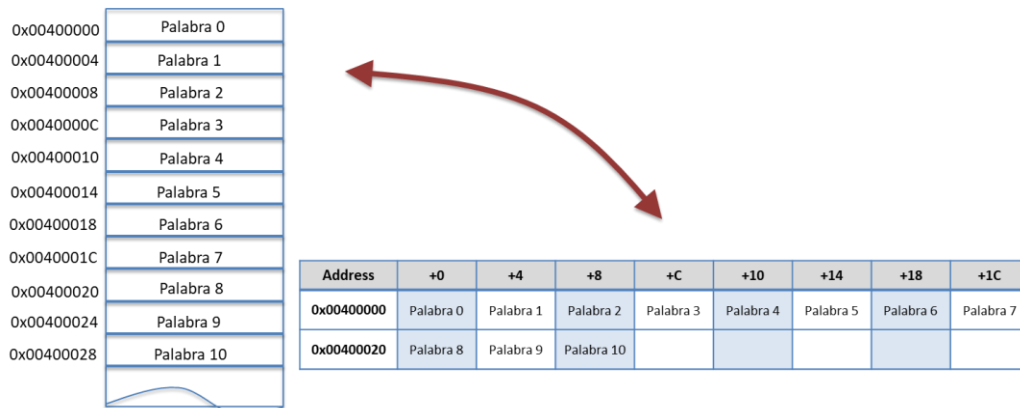 0x00400000 Palabra 0
0x00400004 Palabra 1
0x00400008 Palabra 2
0x0040000C Palabra 3
0x00400010 Palabra 4
0x00400014 Palabra 5
0x00400018 Palabra 6
0x0040001C Palabra 7
0x00400020 Palabra 8
0x00400024 Palabra 9
0x00400028 Palabra 10
Address +0 +4 +8 +C +10 +14 +18 +1C
0x00400000 Palabra 0 Palabra 1 Palabra 2 Palabra 3 Palabra 4 Palabra 5 Palabra 6 Palabra 7
0x00400020 Palabra 8 Palabra 9 Palabra 10